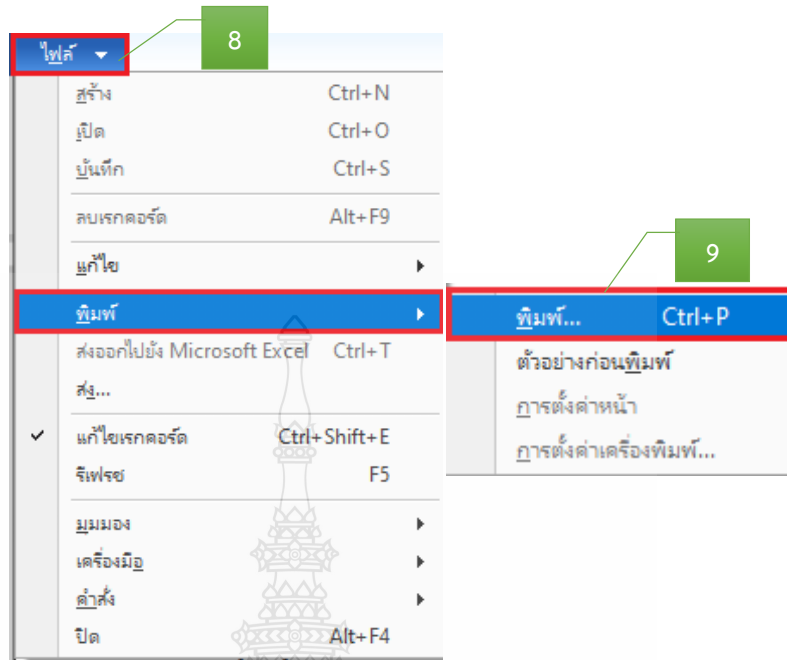 8
ไฟล์
สร้าง Ctrl+N
เปิด Ctrl+O
บันทึก Ctrl+S
ลบเรกคอร์ด Alt+F9
แก้ไข
พิมพ์
ส่งออกไปยัง Microsoft Excel Ctrl+T
ส่ง...
แก้ไขเรกคอร์ด Ctrl+Shift+E
รีเฟรช F5
มุมมอง
เครื่องมือ
คำสั่ง
ปิด Alt+F4
9
พิมพ์... Ctrl+P
ตัวอย่างก่อนพิมพ์
การตั้งค่าหน้า
การตั้งค่าเครื่องพิมพ์...